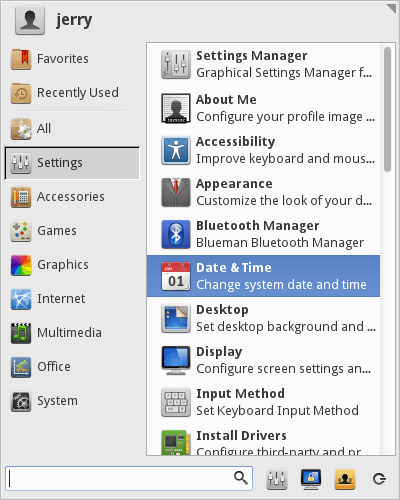 jerry
Favorites
Recently Used
All
Settings
Accessories
Games
Graphics
Internet
Multimedia
Office
System
Settings Manager
Graphical Settings Manager f...
About Me
Configure your profile image ...
Accessibility
Improve keyboard and mous...
Appearance
Customize the look of your d...
Bluetooth Manager
Blueman Bluetooth Manager
JAN
01
Date & Time
Change system date and time
Desktop
Set desktop background and ...
Display
Configure screen settings an...
Input Method
Set Keyboard Input Method
Install Drivers
Configure third-party and pr...